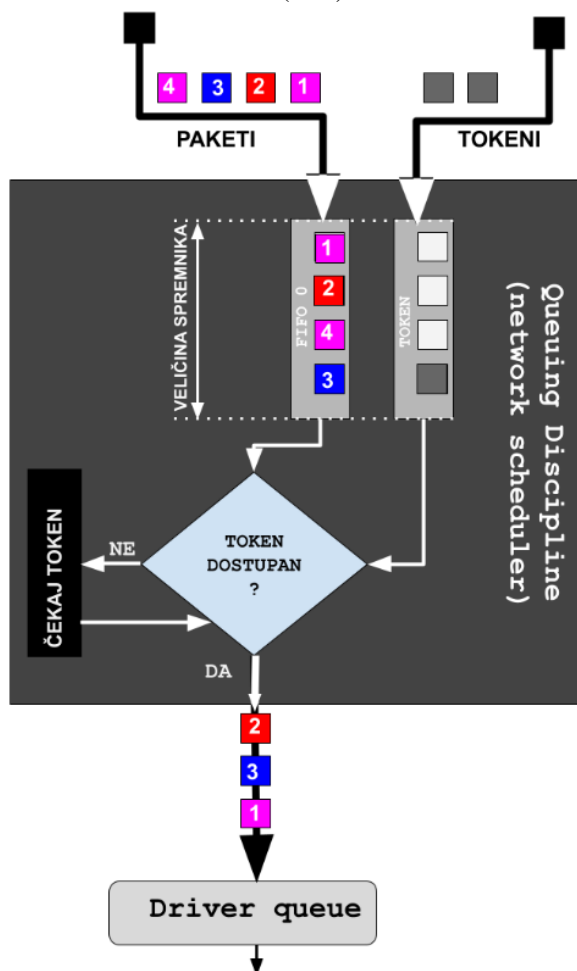 4 3 2 1
PAKETI
TOKENI
VELIČINA SPREMNIKA
FIFO 0
1
2
4
3
TOKEN
Queuing Discipline
(network scheduler)
ČEKAJ TOKEN
NE
TOKEN
DOSTUPAN
?
DA
2
3
1
Driver queue